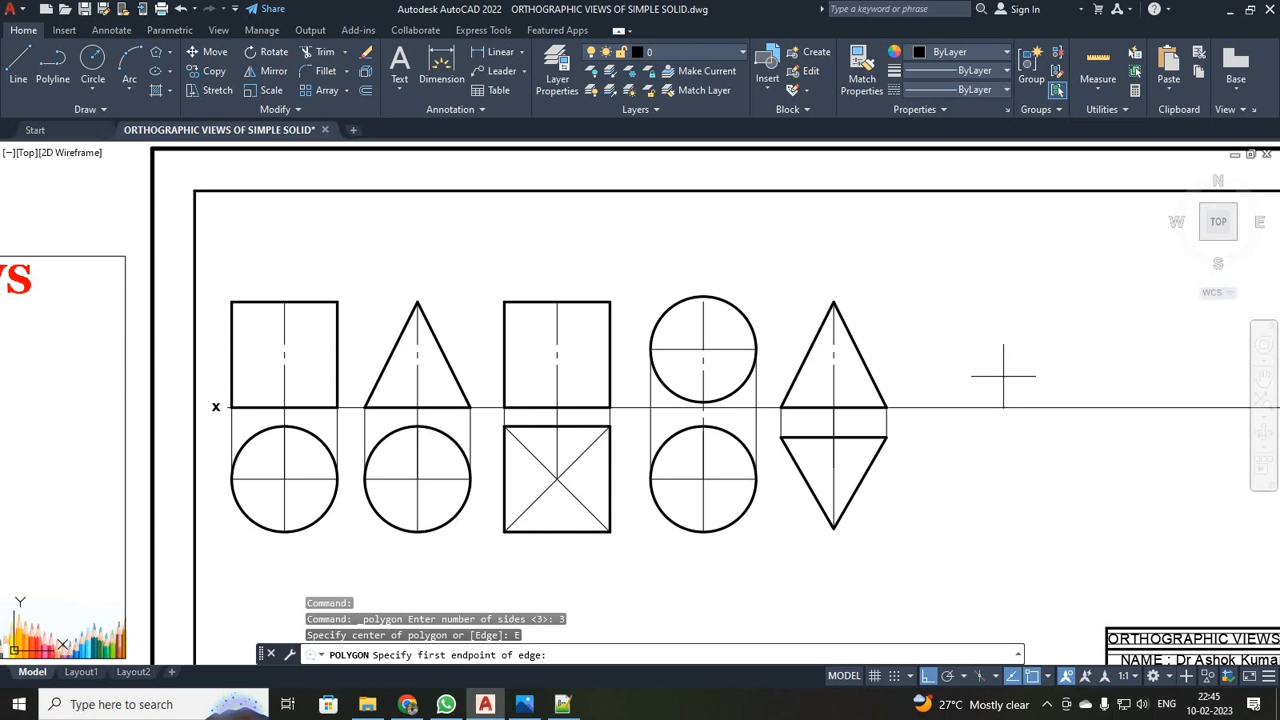 Share
Autodesk AutoCAD 2022 ORTHOGRAPHIC VIEWS OF SIMPLE SOLID.dwg
Type a keyword or phrase
Sign In
Home Insert Annotate Parametric View Manage Output Add-ins Collaborate Express Tools Featured Apps
Line Polyline Circle Arc
Move Rotate Trim
Copy Mirror Fillet
Stretch Scale Array
Text Dimension
Linear
Leader
Table
Layer Properties
0
Make Current
Match Layer
Insert
Create
Edit
Match Properties
ByLayer
ByLayer
ByLayer
Group
Measure
Paste
Base
Draw Modify Annotation Layers Block Properties Groups Utilities Clipboard View
Start ORTHOGRAPHIC VIEWS OF SIMPLE SOLID*
[−][Top][2D Wireframe]
N
W TOP E
S
WCS
WS
X
Y
X
Command:
Command: _polygon Enter number of sides <3>: 3
Specify center of polygon or [Edge]: E
POLYGON Specify first endpoint of edge:
ORTHOGRAPHIC VIEWS
NAME : Dr Ashok Kuma
Model Layout1 Layout2
MODEL
1:1
Type here to search
27°C Mostly clear
ENG
22:45
10-02-2023